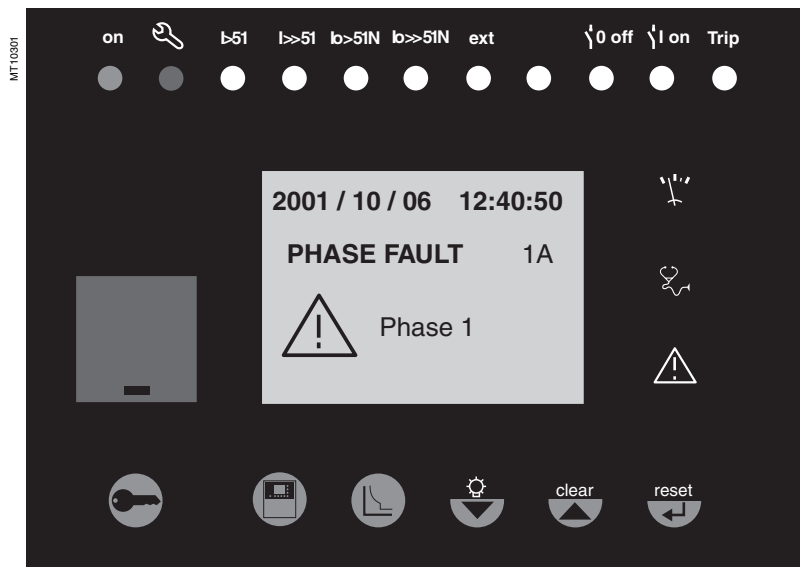 MT10301
on I>51 I>>51 Io>51N Io>>51N ext 0 off I on Trip
2001 / 10 / 06 12:40:50
PHASE FAULT 1A
Phase 1
clear reset